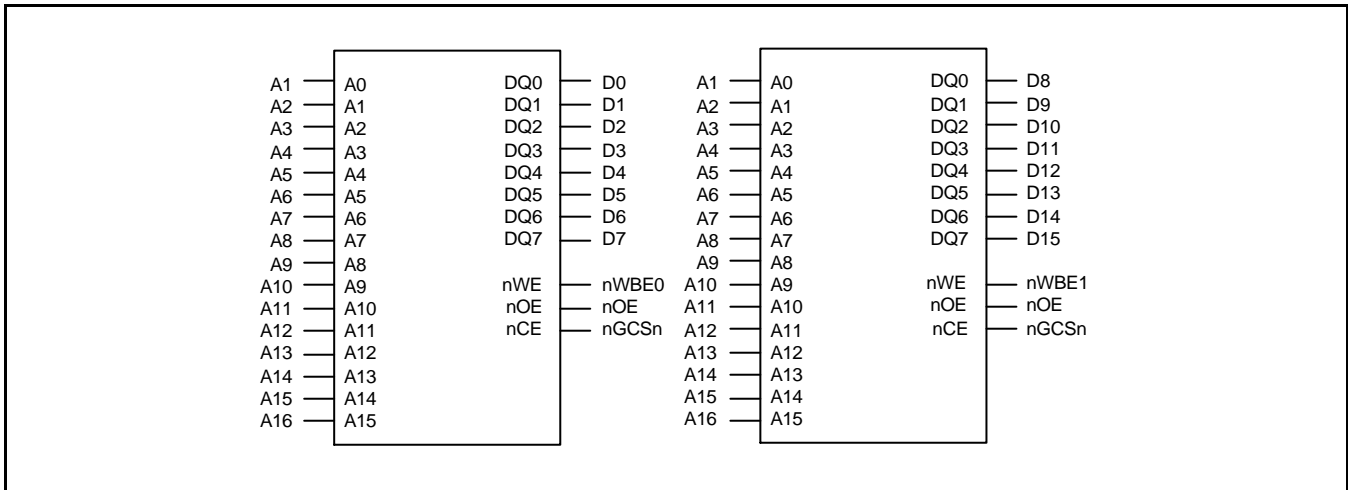 A1 A0 DQ0 D0 A1 A0 DQ0 D8
A2 A1 DQ1 D1 A2 A1 DQ1 D9
A3 A2 DQ2 D2 A3 A2 DQ2 D10
A4 A3 DQ3 D3 A4 A3 DQ3 D11
A5 A4 DQ4 D4 A5 A4 DQ4 D12
A6 A5 DQ5 D5 A6 A5 DQ5 D13
A7 A6 DQ6 D6 A7 A6 DQ6 D14
A8 A7 DQ7 D7 A8 A7 DQ7 D15
A9 A8 A9 A8
A10 A9 nWE nWBE0 A10 A9 nWE nWBE1
A11 A10 nOE nOE A11 A10 nOE nOE
A12 A11 nCE nGCSn A12 A11 nCE nGCSn
A13 A12 A13 A12
A14 A13 A14 A13
A15 A14 A15 A14
A16 A15 A16 A15